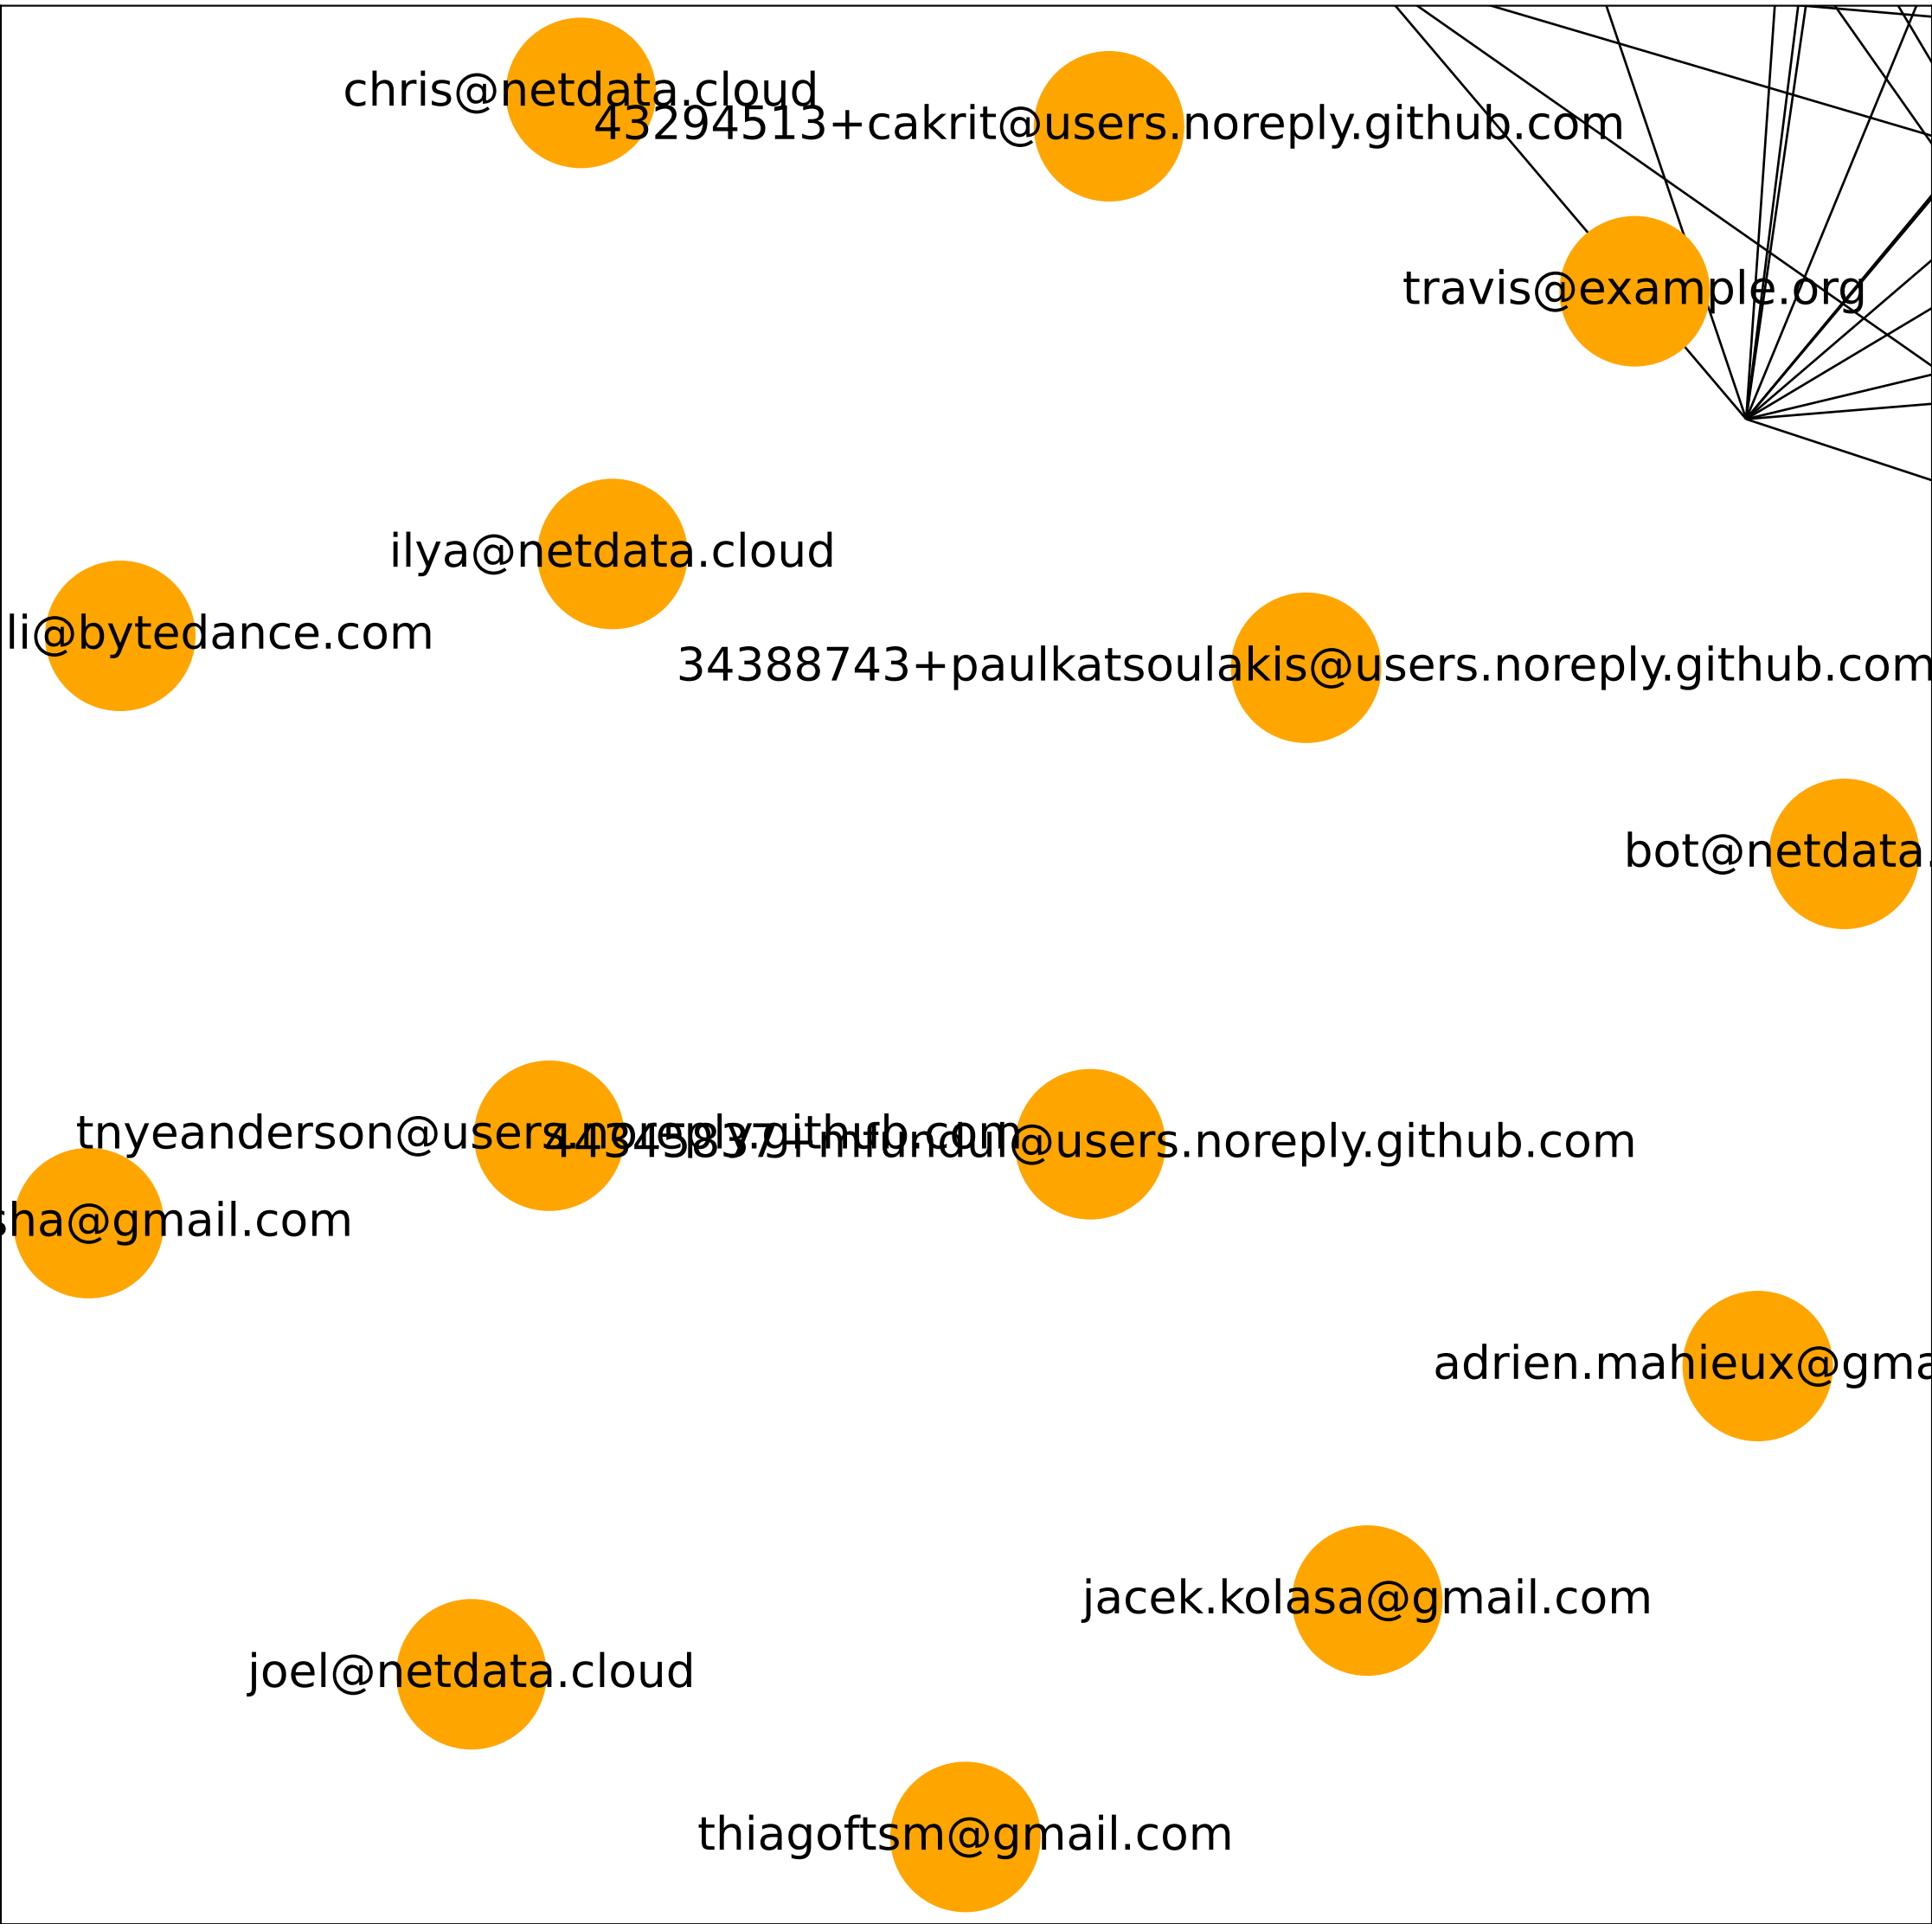 chris@netdata.cloud
43294513+cakrit@users.noreply.github.com
travis@example.org
ilya@netdata.cloud
li@bytedance.com
34388743+paulkatsoulakis@users.noreply.github.com
bot@netdata.
tnyeanderson@users.noreply.github.com
44345837+mfundul@users.noreply.github.com
sha@gmail.com
adrien.mahieux@gma
jacek.kolasa@gmail.com
joel@netdata.cloud
thiagoftsm@gmail.com